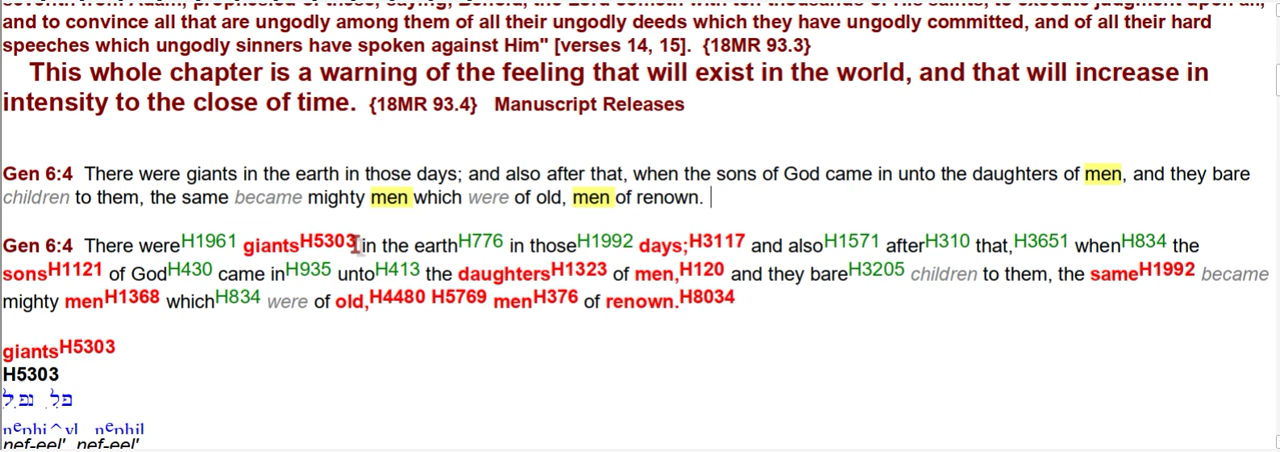 and to convince all that are ungodly among them of all their ungodly deeds which they have ungodly committed, and of all their hard
speeches which ungodly sinners have spoken against Him" [verses 14, 15].  {18MR 93.3}
This whole chapter is a warning of the feeling that will exist in the world, and that will increase in
intensity to the close of time.  {18MR 93.4}   Manuscript Releases
Gen 6:4  There were giants in the earth in those days; and also after that, when the sons of God came in unto the daughters of men, and they bare
children to them, the same became mighty men which were of old, men of renown.
Gen 6:4  There wereH1961 giantsH5303 in the earthH776 in thoseH1992 days;H3117 and alsoH1571 afterH310 that,H3651 whenH834 the
sonsH1121 of GodH430 came inH935 untoH413 the daughtersH1323 of men,H120 and they bareH3205 children to them, the sameH1992 became
mighty menH1368 whichH834 were of old,H4480 H5769 menH376 of renown.H8034
giantsH5303
H5303
nephi^yl  nephil
nef-eel', nef-eel'